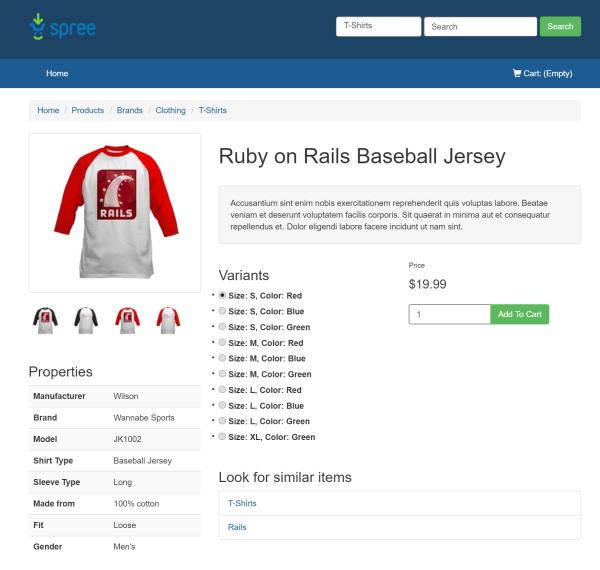 spree
T-Shirts Search Search
Home Cart: (Empty)
Home / Products / Brands / Clothing / T-Shirts
RAILS
Ruby on Rails Baseball Jersey
Accusantium sint enim nobis exercitationem reprehenderit quis voluptas labore. Beatae
veniam et deserunt voluptatem facilis corporis. Sit quaerat in minima aut et consequatur
repellendus et. Dolor eligendi labore facere incidunt ut nam sint.
Variants
Size: S, Color: Red
Size: S, Color: Blue
Size: S, Color: Green
Size: M, Color: Red
Size: M, Color: Blue
Size: M, Color: Green
Size: L, Color: Red
Size: L, Color: Blue
Size: L, Color: Green
Size: XL, Color: Green
Price
$19.99
1 Add To Cart
Properties
Manufacturer Wilson
Brand Wannabe Sports
Model JK1002
Shirt Type Baseball Jersey
Sleeve Type Long
Made from 100% cotton
Fit Loose
Gender Men's
Look for similar items
T-Shirts
Rails